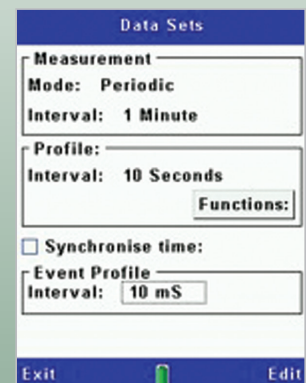 Data Sets
Measurement
Mode: Periodic
Interval: 1 Minute
Profile:
Interval: 10 Seconds
Functions:
Synchronise time:
Event Profile
Interval: 10 mS
Exit
Edit